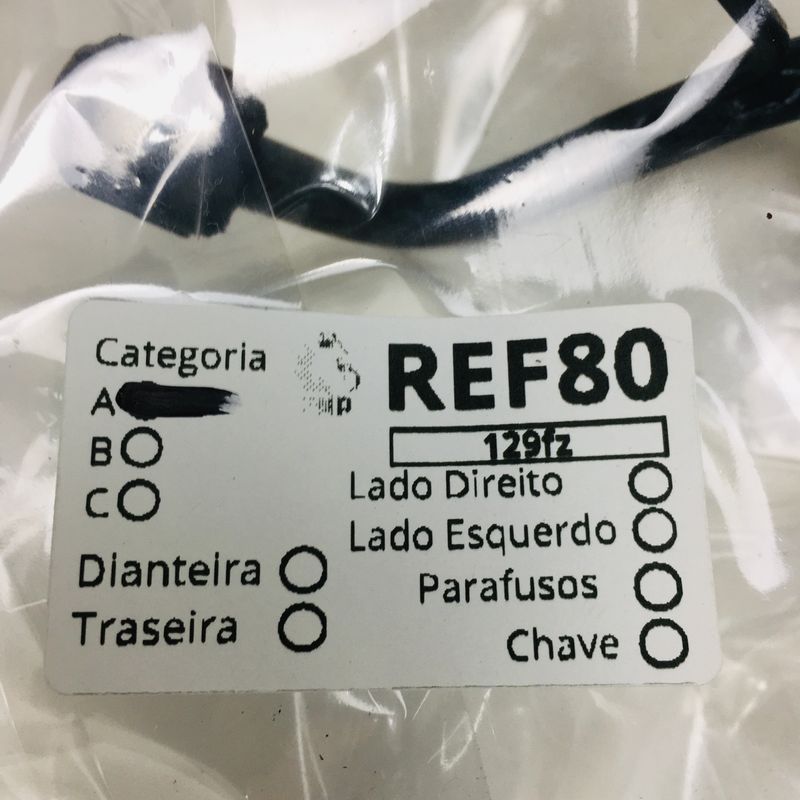 Categoria
A
B
C
Dianteira
Traseira
REF80
129fz
Lado Direito
Lado Esquerdo
Parafusos
Chave